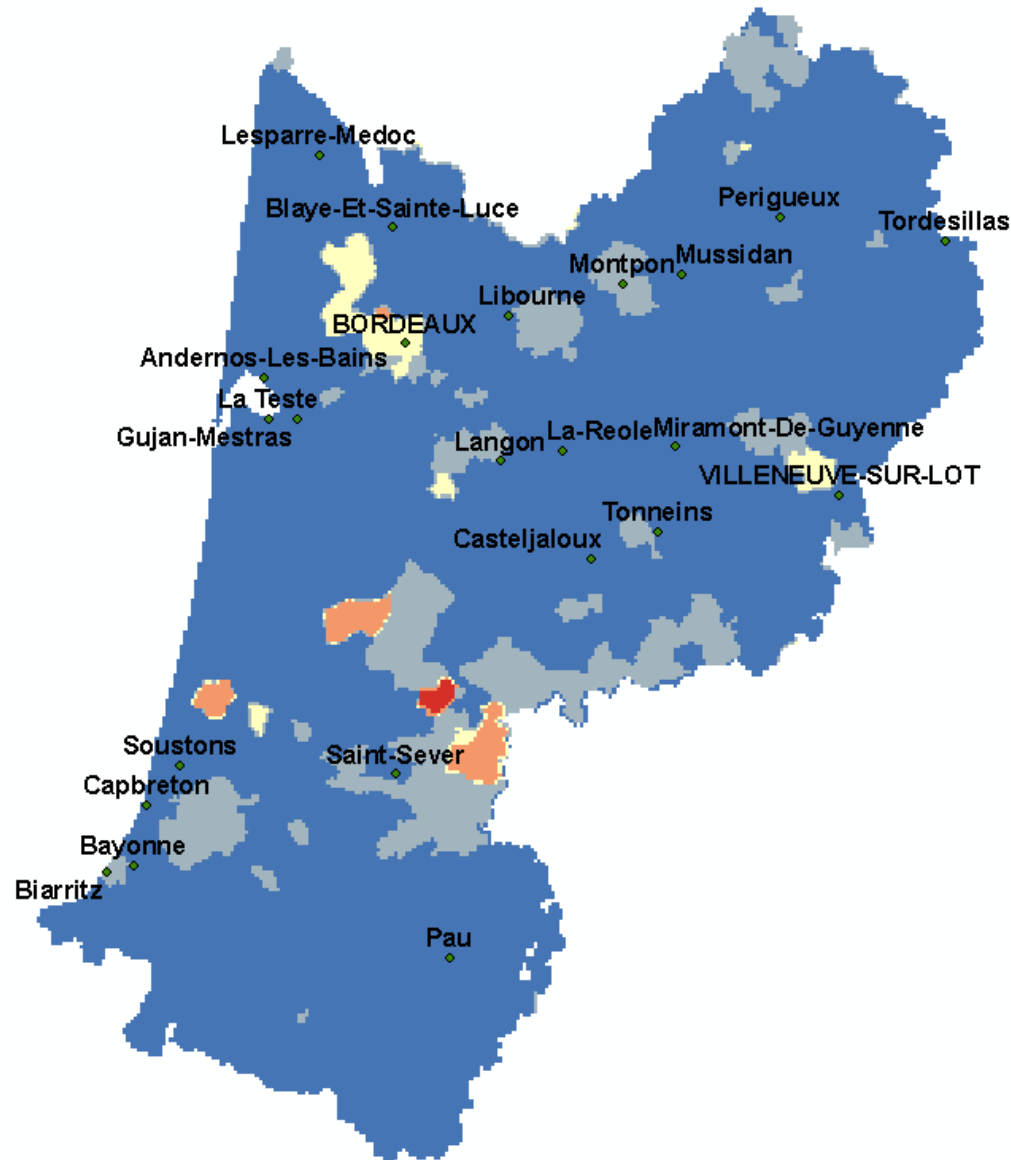 Lesparre-Medoc
Blaye-Et-Sainte-Luce
Perigueux
Tordesillas
Montpon
Mussidan
Libourne
BORDEAUX
Andernos-Les-Bains
La Teste
Gujan-Mestras
Langon
La-Reole
Miramont-De-Guyenne
VILLENEUVE-SUR-LOT
Tonneins
Casteljaloux
Soustons
Saint-Sever
Capbreton
Bayonne
Biarritz
Pau